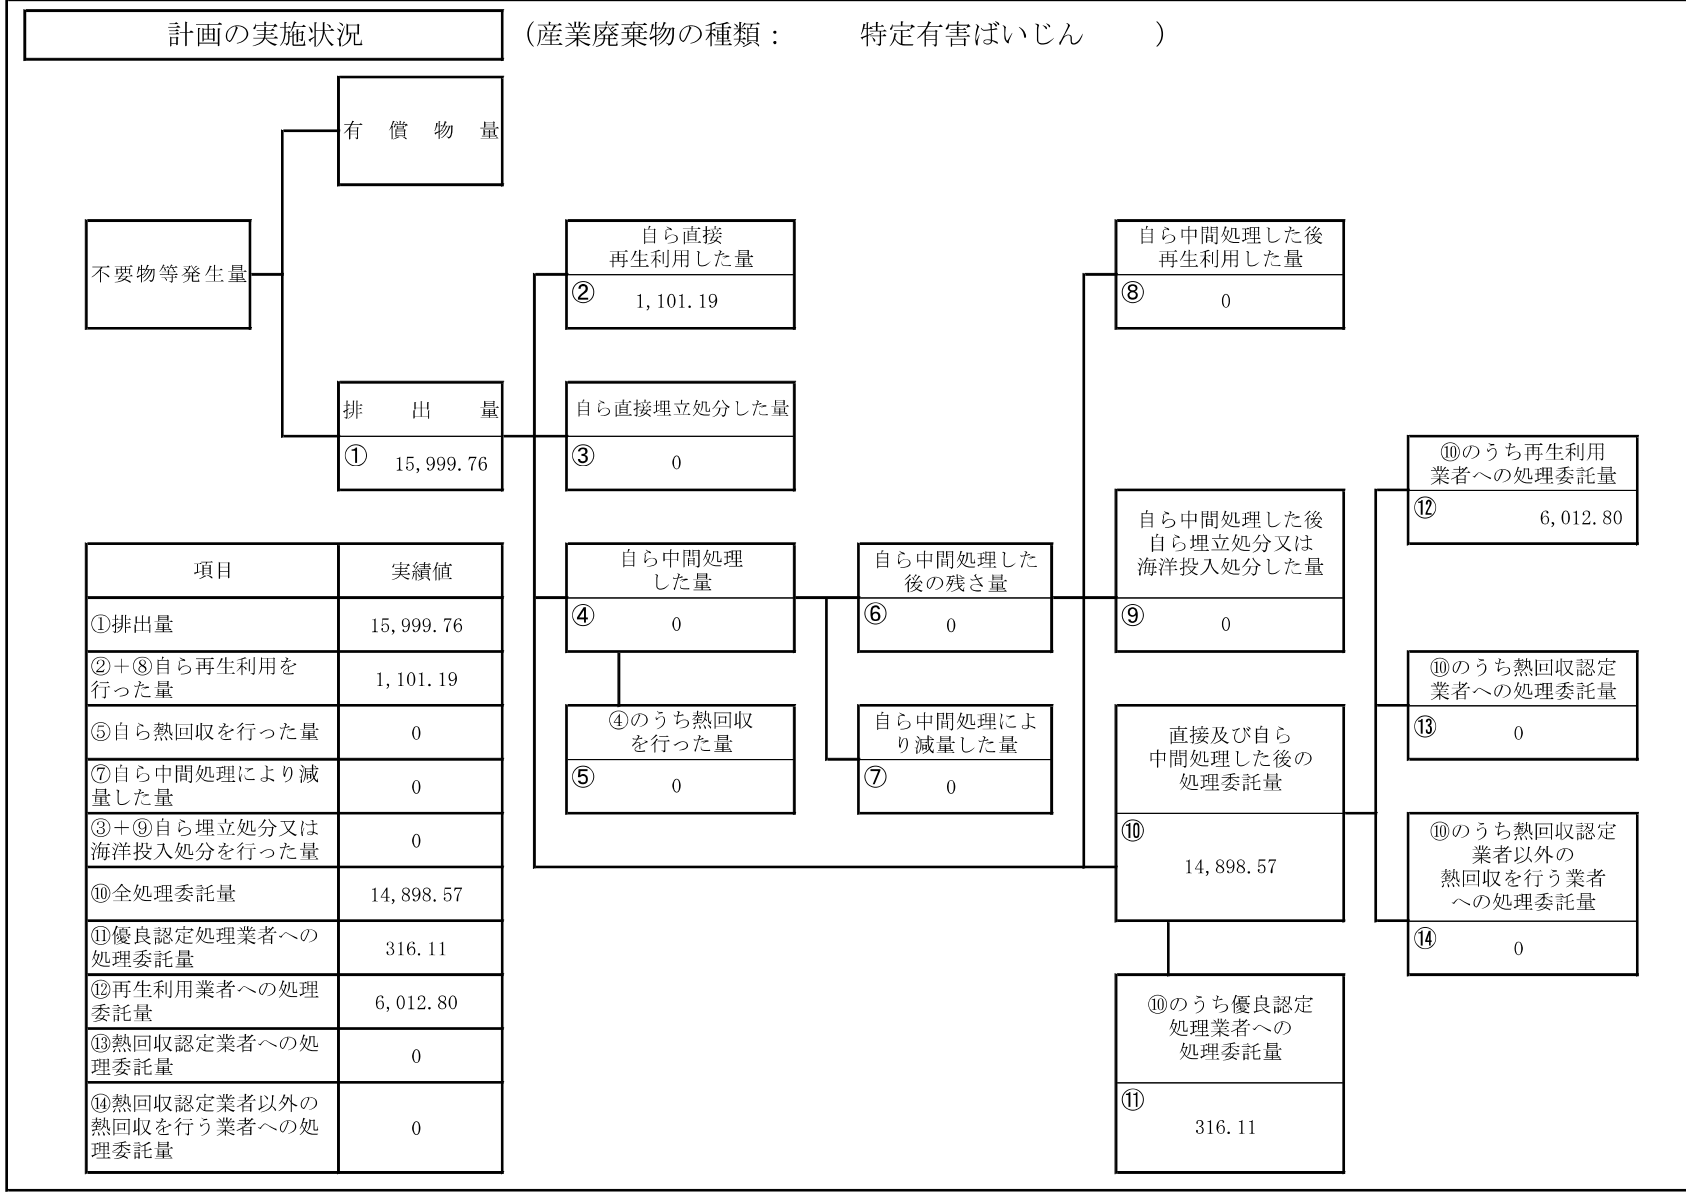 計画の実施状況
（産業廃棄物の種類： 特定有害ばいじん ）
有償物量
不要物等発生量
排出量
① 15,999.76
自ら直接
再生利用した量
② 1,101.19
自ら直接埋立処分した量
③ 0
自ら中間処理
した量
④ 0
④のうち熱回収
を行った量
⑤ 0
自ら中間処理した
後の残さ量
⑥ 0
自ら中間処理によ
り減量した量
⑦ 0
自ら中間処理した後
再生利用した量
⑧ 0
自ら中間処理した後
自ら埋立処分又は
海洋投入処分した量
⑨ 0
直接及び自ら
中間処理した後の
処理委託量
⑩
14,898.57
⑩のうち優良認定
処理業者への
処理委託量
⑪
316.11
⑩のうち再生利用
業者への処理委託量
⑫ 6,012.80
⑩のうち熱回収認定
業者への処理委託量
⑬ 0
⑩のうち熱回収認定
業者以外の
熱回収を行う業者
への処理委託量
⑭ 0
項目 実績値
①排出量 15,999.76
②＋⑧自ら再生利用を
行った量 1,101.19
⑤自ら熱回収を行った量 0
⑦自ら中間処理により減
量した量 0
③＋⑨自ら埋立処分又は
海洋投入処分を行った量 0
⑩全処理委託量 14,898.57
⑪優良認定処理業者への
処理委託量 316.11
⑫再生利用業者への処理
委託量 6,012.80
⑬熱回収認定業者への処
理委託量 0
⑭熱回収認定業者以外の
熱回収を行う業者への処
理委託量 0